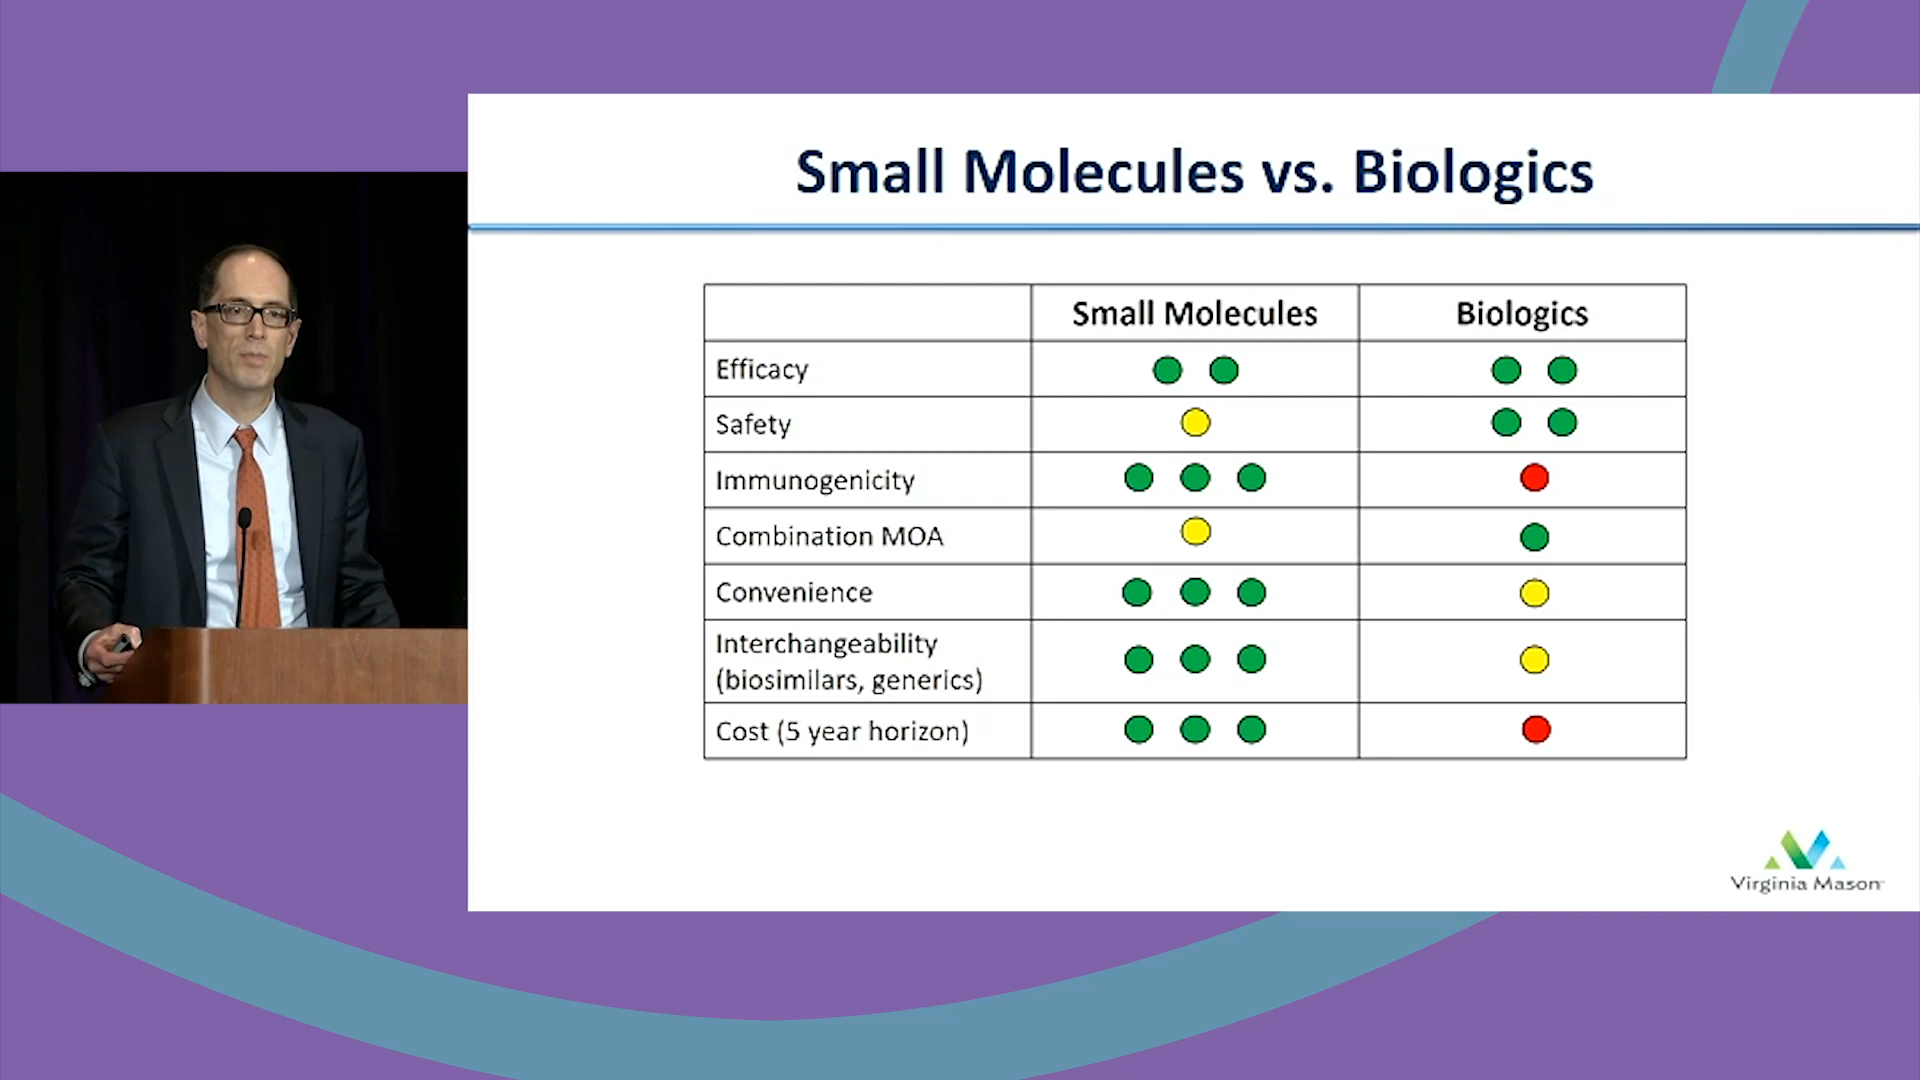 Small Molecules vs. Biologics
Small Molecules
Biologics
Efficacy
Safety
Immunogenicity
Combination MOA
Convenience
Interchangeability
(biosimilars, generics)
Cost (5 year horizon)
Virginia Mason